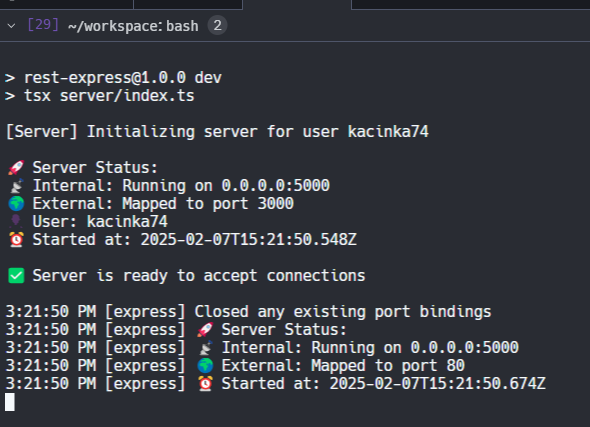 [29] ~/workspace: bash 2
> rest-express@1.0.0 dev
> tsx server/index.ts
[Server] Initializing server for user kacinka74
🚀 Server Status:
📡 Internal: Running on 0.0.0.0:5000
🌍 External: Mapped to port 3000
👤 User: kacinka74
⏰ Started at: 2025-02-07T15:21:50.548Z
✅ Server is ready to accept connections
3:21:50 PM [express] Closed any existing port bindings
3:21:50 PM [express] 🚀 Server Status:
3:21:50 PM [express] 📡 Internal: Running on 0.0.0.0:5000
3:21:50 PM [express] 🌍 External: Mapped to port 80
3:21:50 PM [express] ⏰ Started at: 2025-02-07T15:21:50.674Z